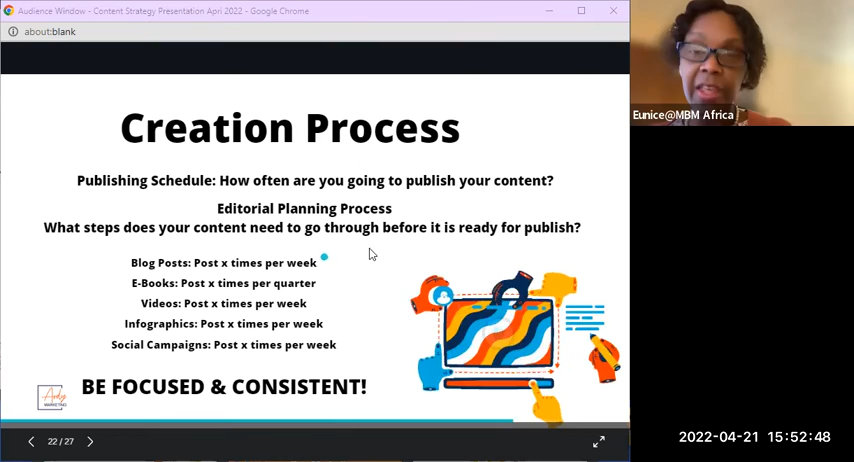 Audience Window - Content Strategy Presentation Apri 2022 - Google Chrome
about:blank
Creation Process
Publishing Schedule: How often are you going to publish your content?
Editorial Planning Process
What steps does your content need to go through before it is ready for publish?
Blog Posts: Post x times per week
E-Books: Post x times per quarter
Videos: Post x times per week
Infographics: Post x times per week
Social Campaigns: Post x times per week
BE FOCUSED & CONSISTENT!
Ardy
MARKETING
22 / 27
Eunice@MBM Africa
2022-04-21 15:52:48